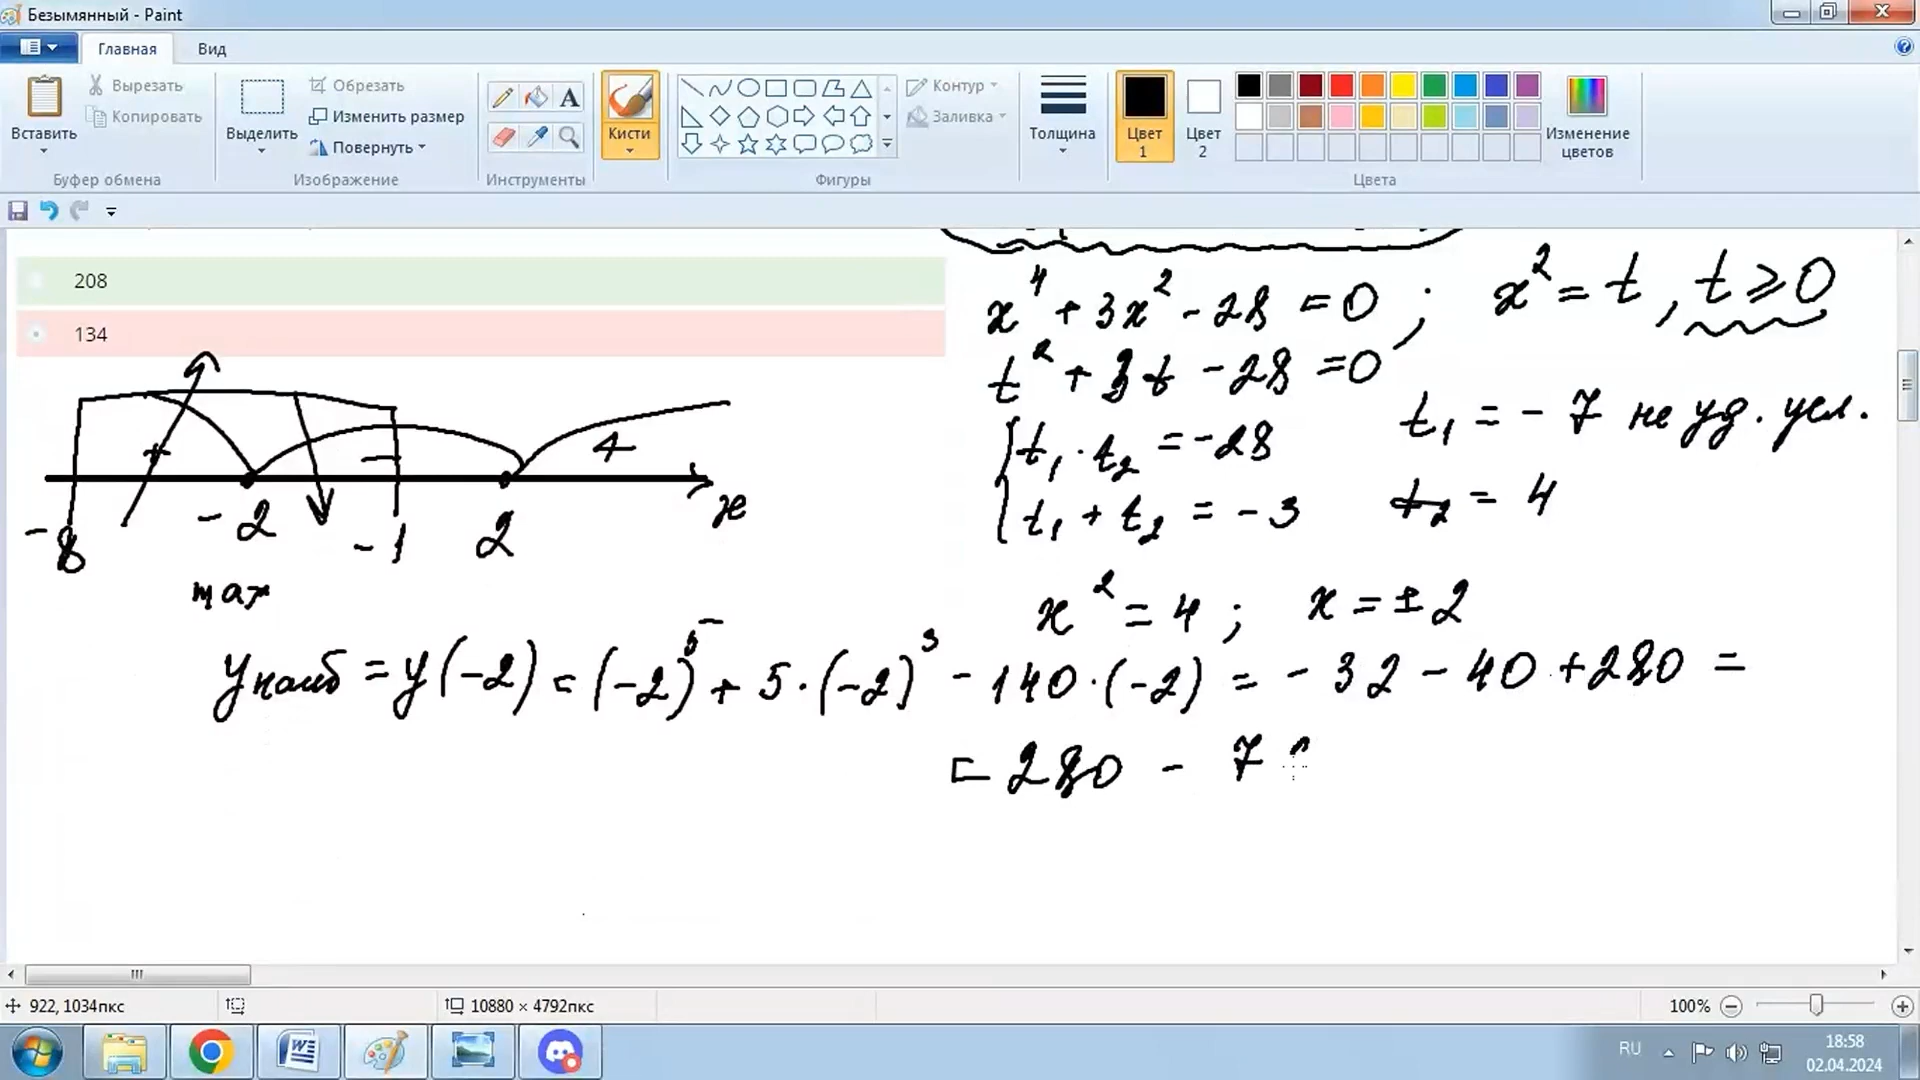 Безымянный - Paint
Главная Вид
Вставить
Вырезать
Копировать
Буфер обмена
Выделить
Обрезать
Изменить размер
Повернуть
Изображение
Инструменты
Кисти
Контур
Заливка
Фигуры
Толщина
Цвет 1
Цвет 2
Изменение цветов
Цвета
208
134
x⁴ + 3x² - 28 = 0 ; x² = t , t ⩾ 0
t² + 3t - 28 = 0
t₁ · t₂ = -28
t₁ + t₂ = -3
t₁ = - 7 не уд. усл.
t₂ = 4
x² = 4 ; x = ± 2
+ - +
-8 -2 -1 2 x
max
yнаиб = y(-2) = (-2)⁵ + 5·(-2)³ - 140·(-2) = - 32 - 40 + 280 =
= 280 - 7
922, 1034пкс
10880 × 4792пкс
100%
RU
18:58
02.04.2024